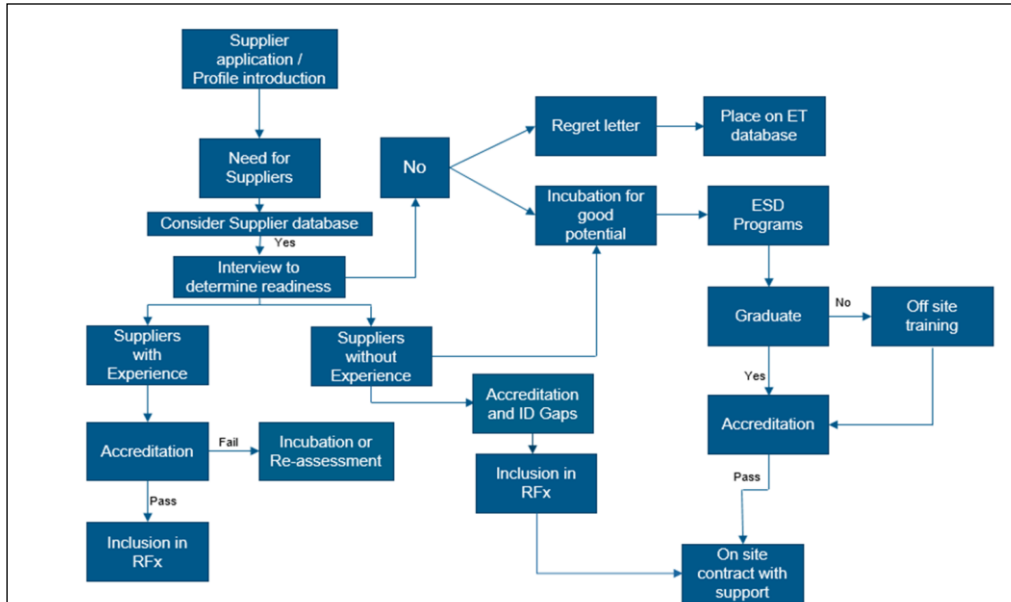 Supplier
application /
Profile introduction
Need for
Suppliers
Consider Supplier database
Yes
Interview to
determine readiness
No
Regret letter
Place on ET
database
Incubation for
good
potential
ESD
Programs
Graduate
No
Off site
training
Yes
Accreditation
Pass
On site
contract with
support
Suppliers
with
Experience
Suppliers
without
Experience
Accreditation
and ID Gaps
Inclusion in
RFx
Accreditation
Fail
Incubation or
Re-assessment
Pass
Inclusion in
RFx